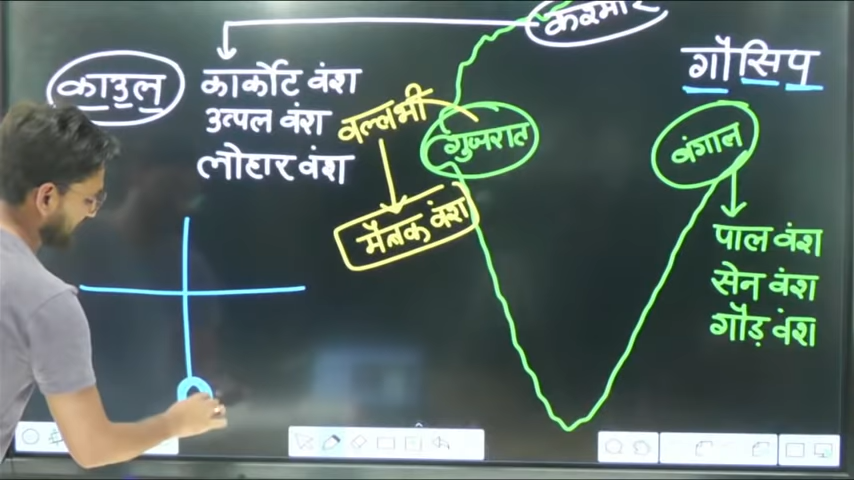 कश्मीर
काउल
कार्कोट वंश
उत्पल वंश
लोहार वंश
वल्लभी
गुजरात
मैत्रक वंश
गौसिप
बंगाल
पाल वंश
सेन वंश
गौड़ वंश